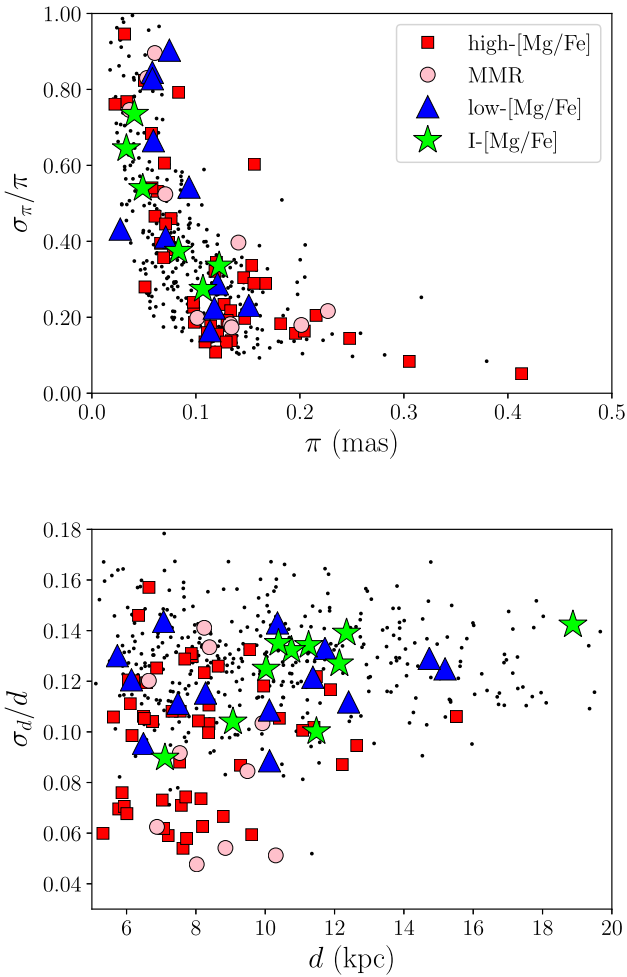 1.00
0.80
0.60
0.40
0.20
0.00
σπ/π
high-[Mg/Fe]
MMR
low-[Mg/Fe]
I-[Mg/Fe]
0.0 0.1 0.2 0.3 0.4 0.5
π (mas)
0.18
0.16
0.14
0.12
0.10
0.08
0.06
0.04
σd/d
6 8 10 12 14 16 18 20
d (kpc)